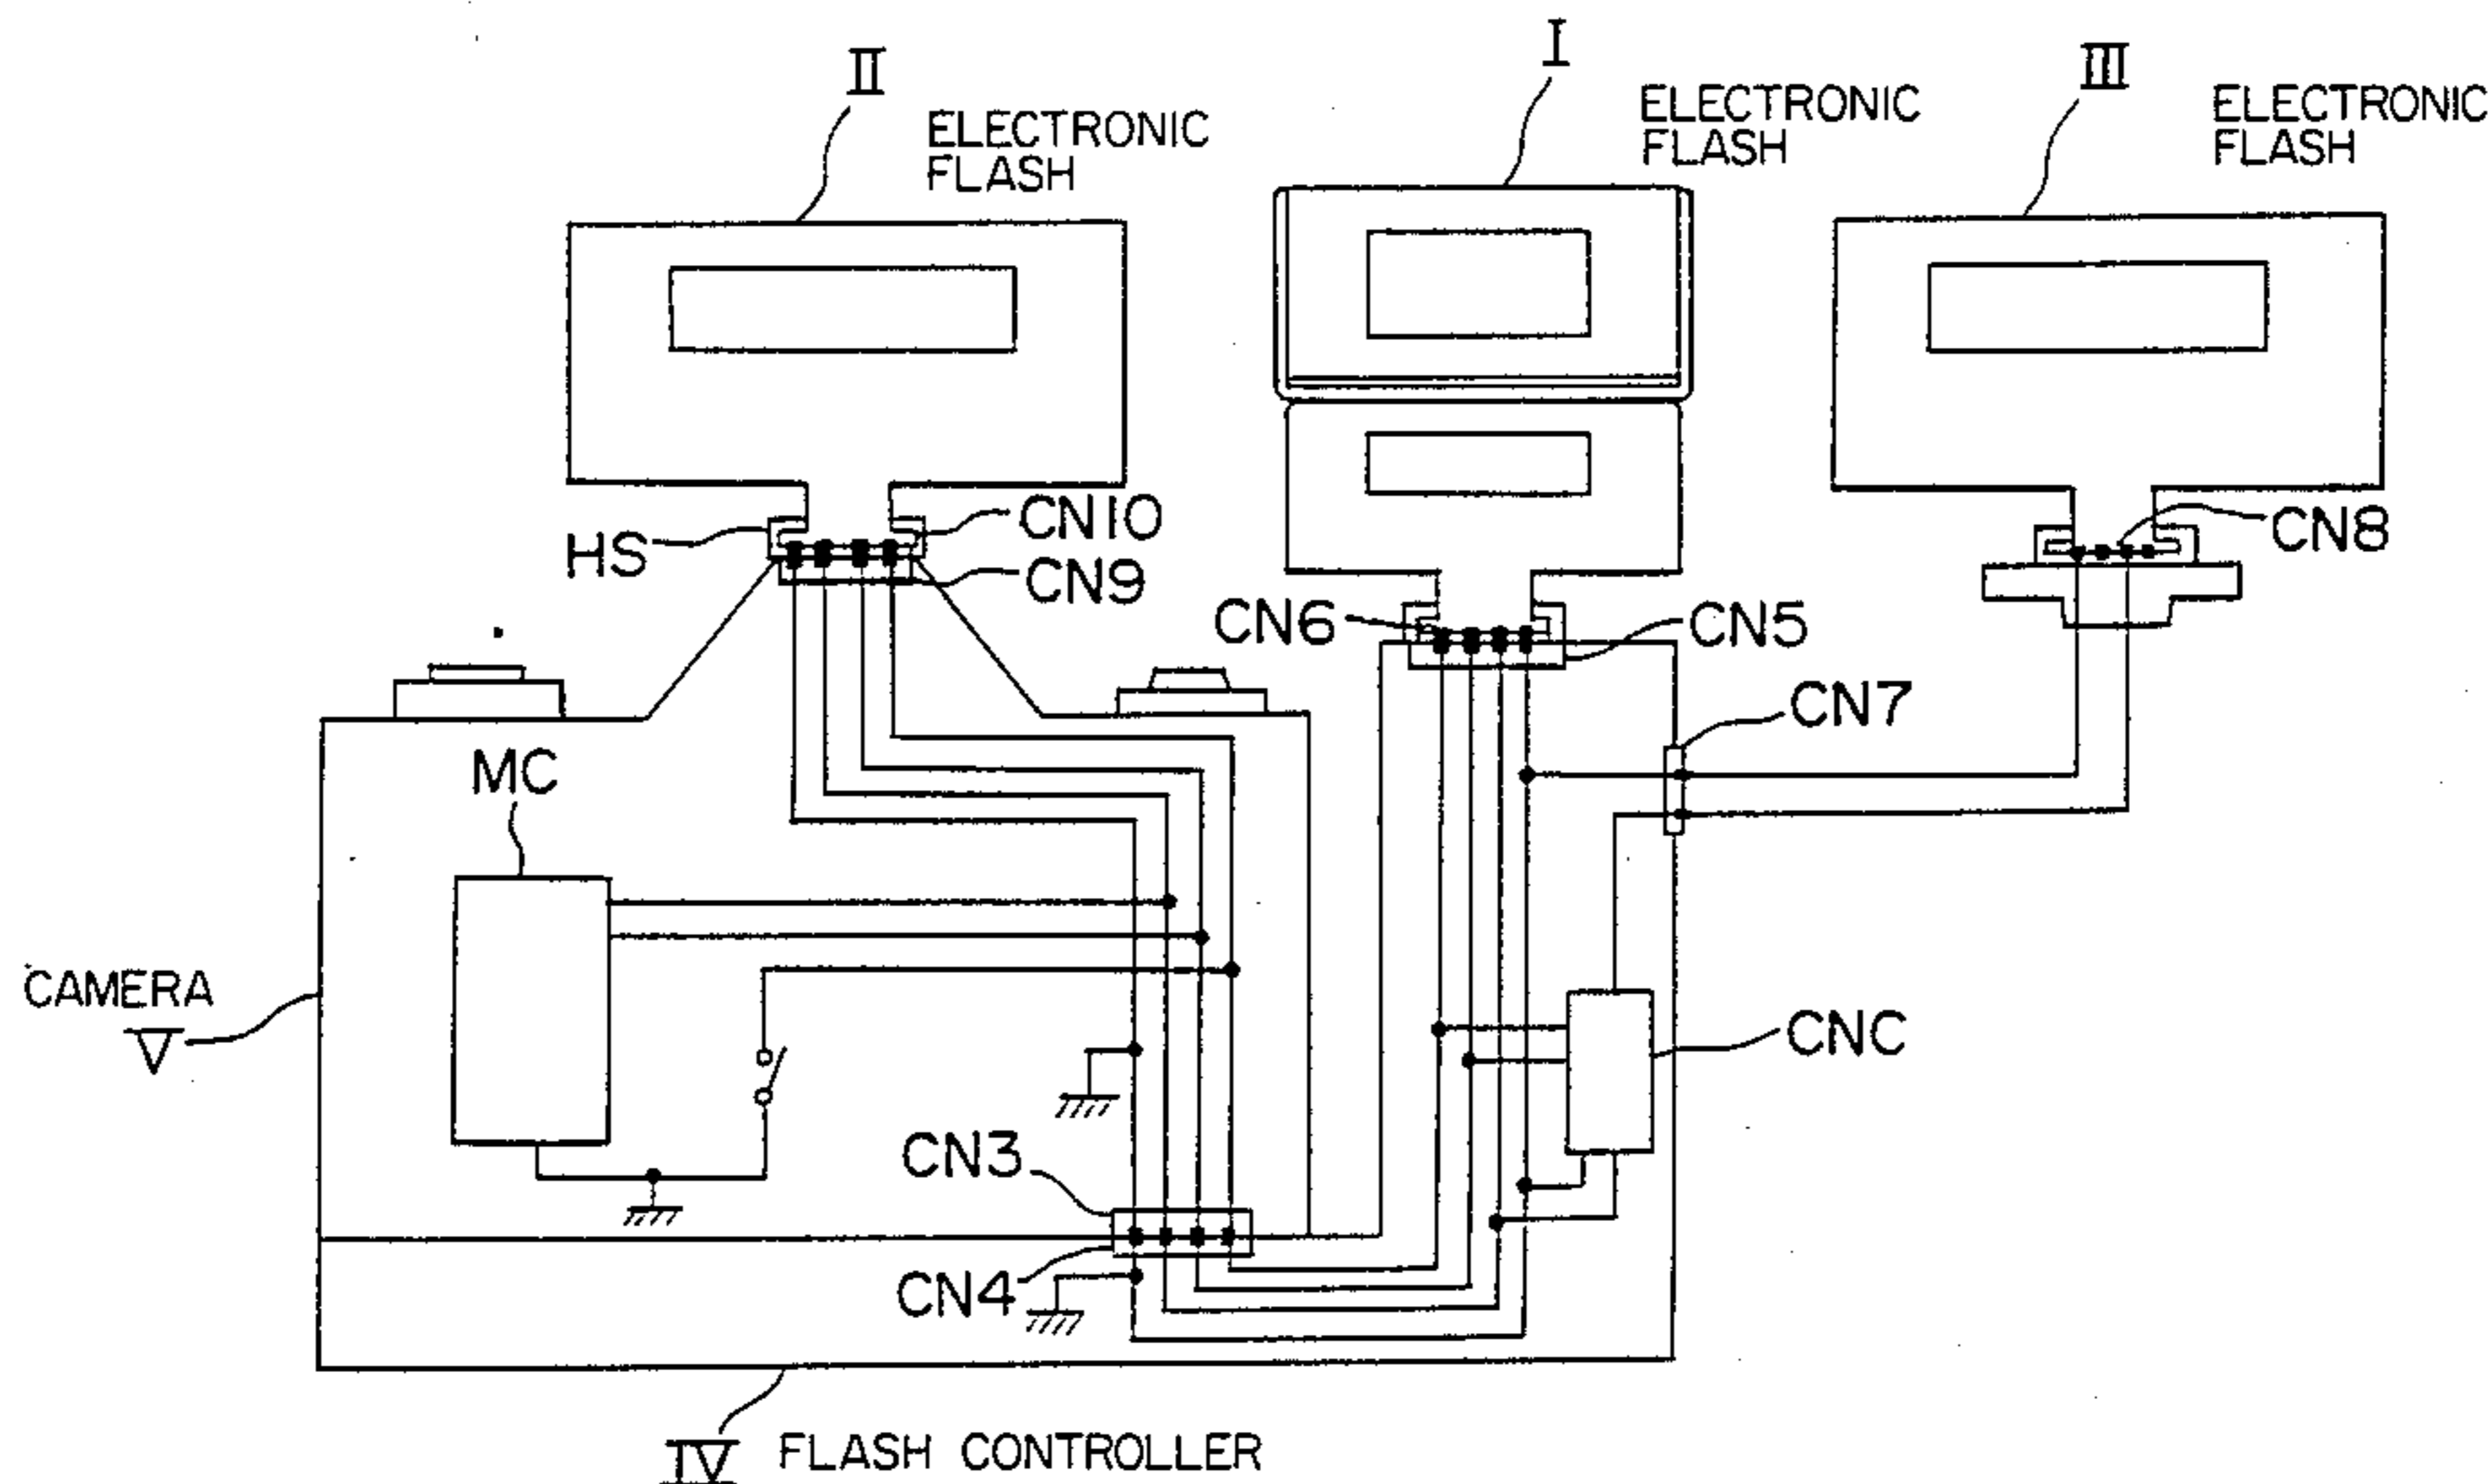 I
II
III
ELECTRONIC
FLASH
ELECTRONIC
FLASH
ELECTRONIC
FLASH
HS
CN10
CN9
CN8
CN6
CN5
CN7
MC
CAMERA
V
CNC
CN3
CN4
IV FLASH CONTROLLER